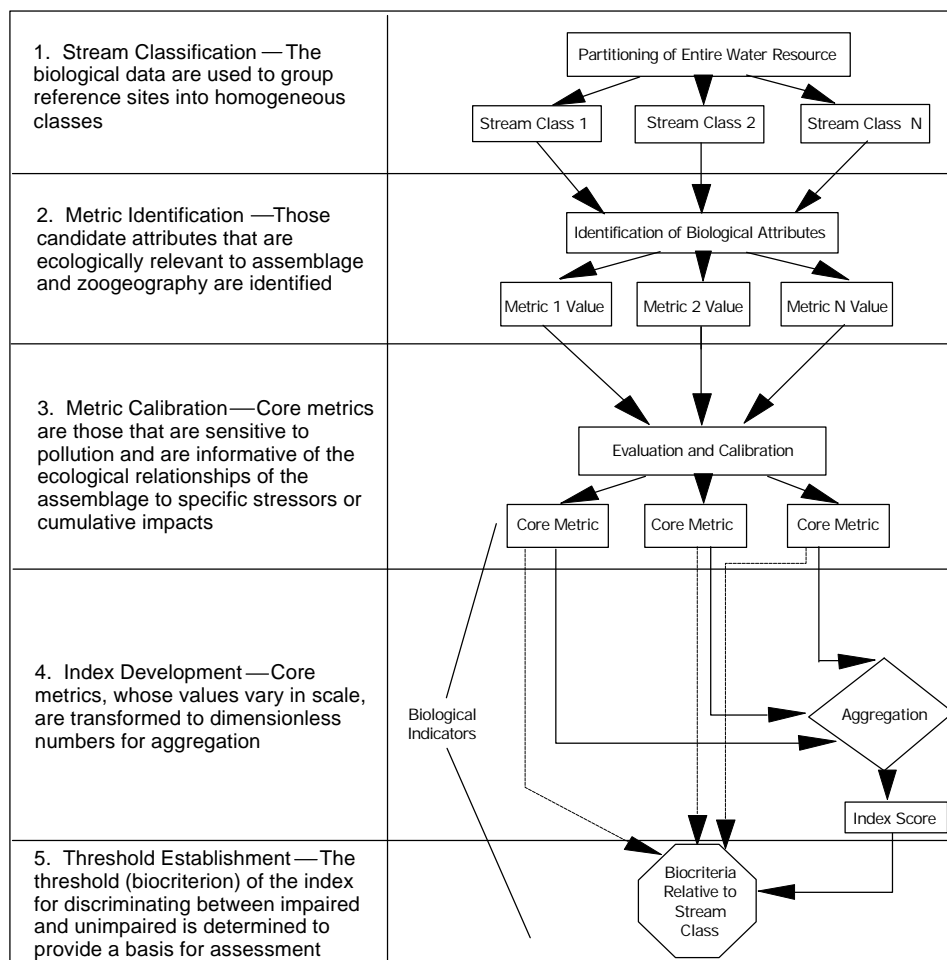 1. Stream Classification — The
biological data are used to group
reference sites into homogeneous
classes
Partitioning of Entire Water Resource
Stream Class 1
Stream Class 2
Stream Class N
2. Metric Identification — Those
candidate attributes that are
ecologically relevant to assemblage
and zoogeography are identified
Identification of Biological Attributes
Metric 1 Value
Metric 2 Value
Metric N Value
3. Metric Calibration — Core metrics
are those that are sensitive to
pollution and are informative of the
ecological relationships of the
assemblage to specific stressors or
cumulative impacts
Evaluation and Calibration
Core Metric
Core Metric
Core Metric
4. Index Development — Core
metrics, whose values vary in scale,
are transformed to dimensionless
numbers for aggregation
Biological
Indicators
Aggregation
Index Score
5. Threshold Establishment — The
threshold (biocriterion) of the index
for discriminating between impaired
and unimpaired is determined to
provide a basis for assessment
Biocriteria
Relative to
Stream
Class